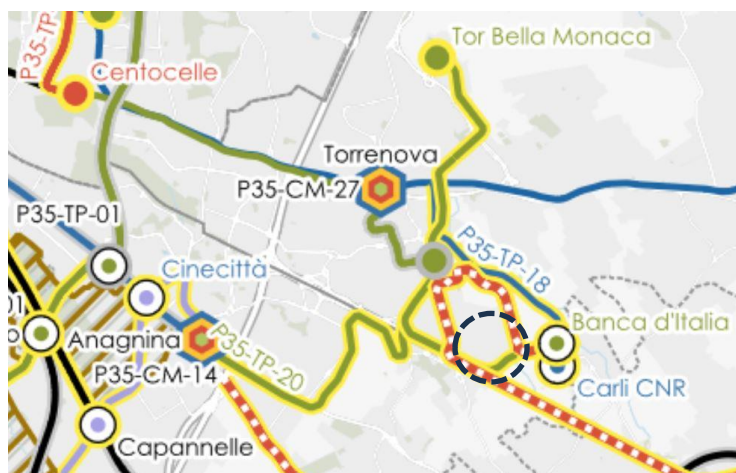 Tor Bella Monaca
P35-TP-
Centocelle
Torrenova
P35-CM-27
P35-TP-01
P35-TP-18
Cinecittà
01
o
Anagnina
P35-TP-20
Banca d'Italia
P35-CM-14
Carli CNR
Capannelle